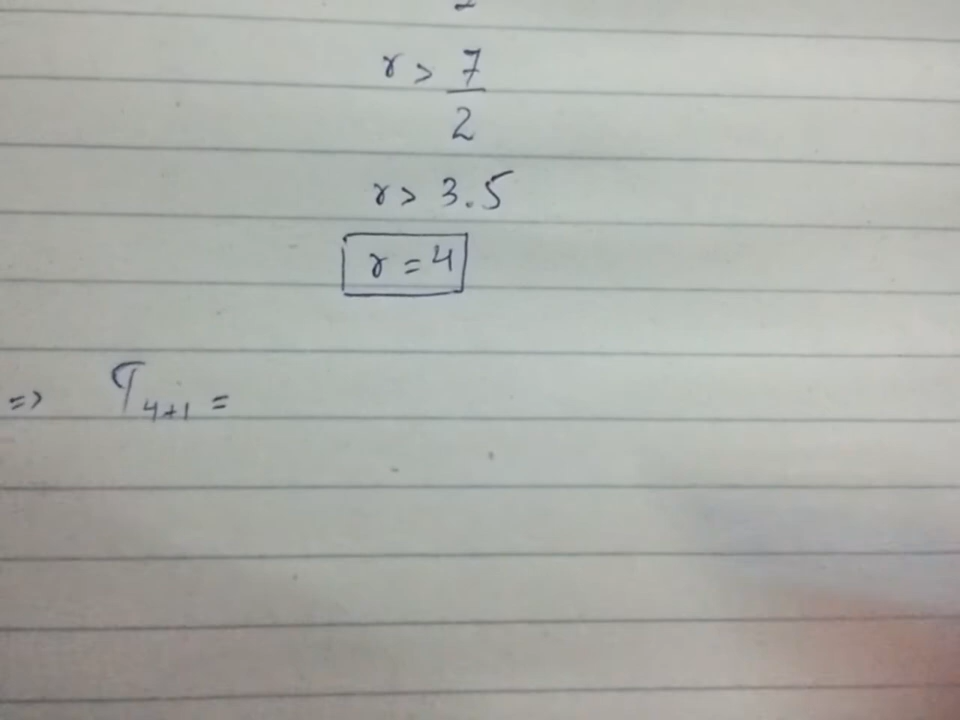 r > 7/2
r > 3.5
r = 4
=> T4+1 =